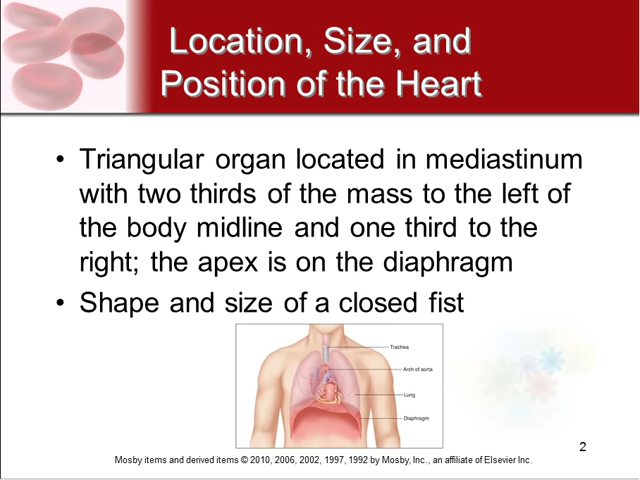 Location, Size, and
Position of the Heart
• Triangular organ located in mediastinum
with two thirds of the mass to the left of
the body midline and one third to the
right; the apex is on the diaphragm
• Shape and size of a closed fist
Trachea
Arch of aorta
Lung
Diaphragm
2
Mosby items and derived items © 2010, 2006, 2002, 1997, 1992 by Mosby, Inc., an affiliate of Elsevier Inc.